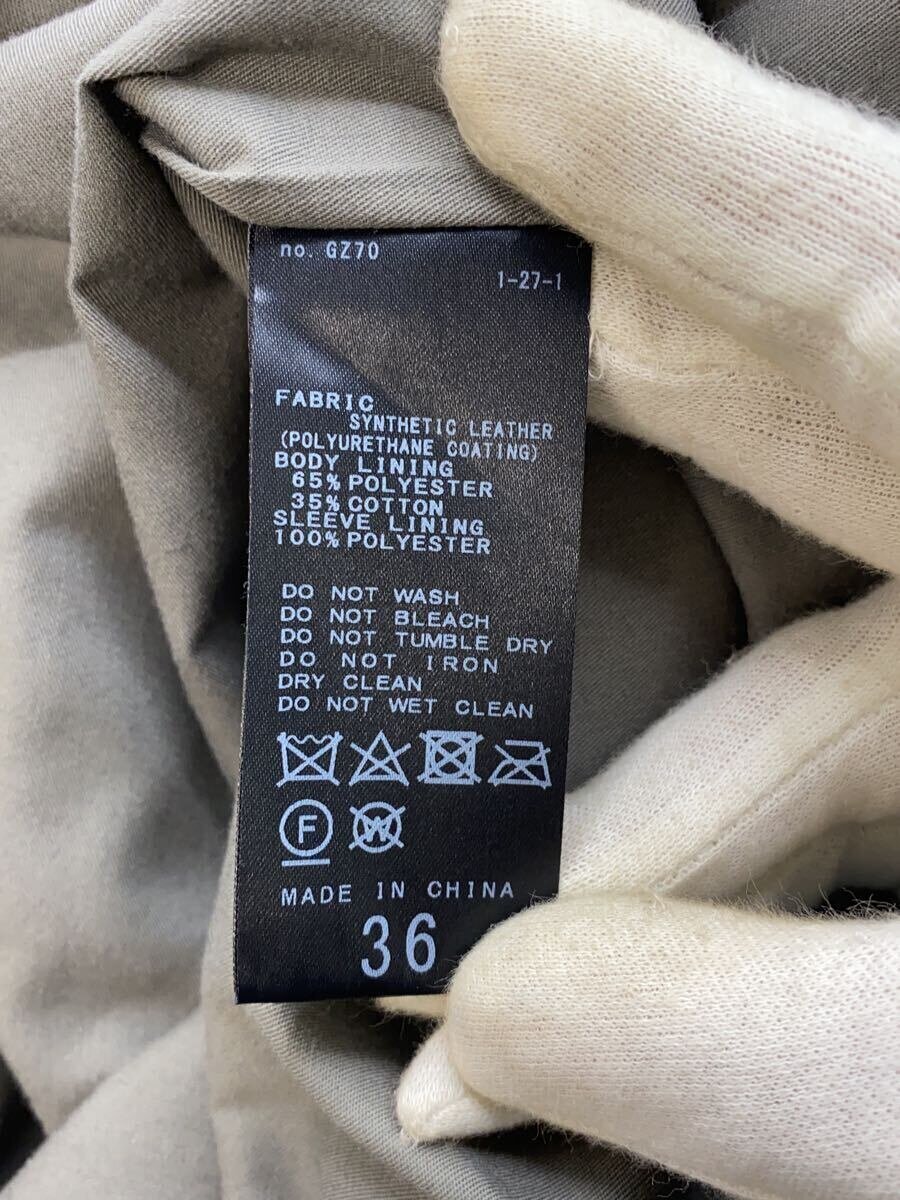 no. GZ70
1-27-1
FABRIC
SYNTHETIC LEATHER
(POLYURETHANE COATING)
BODY LINING
65% POLYESTER
35% COTTON
SLEEVE LINING
100% POLYESTER
DO NOT WASH
DO NOT BLEACH
DO NOT TUMBLE DRY
DO NOT IRON
DRY CLEAN
DO NOT WET CLEAN
F W
MADE IN CHINA
36